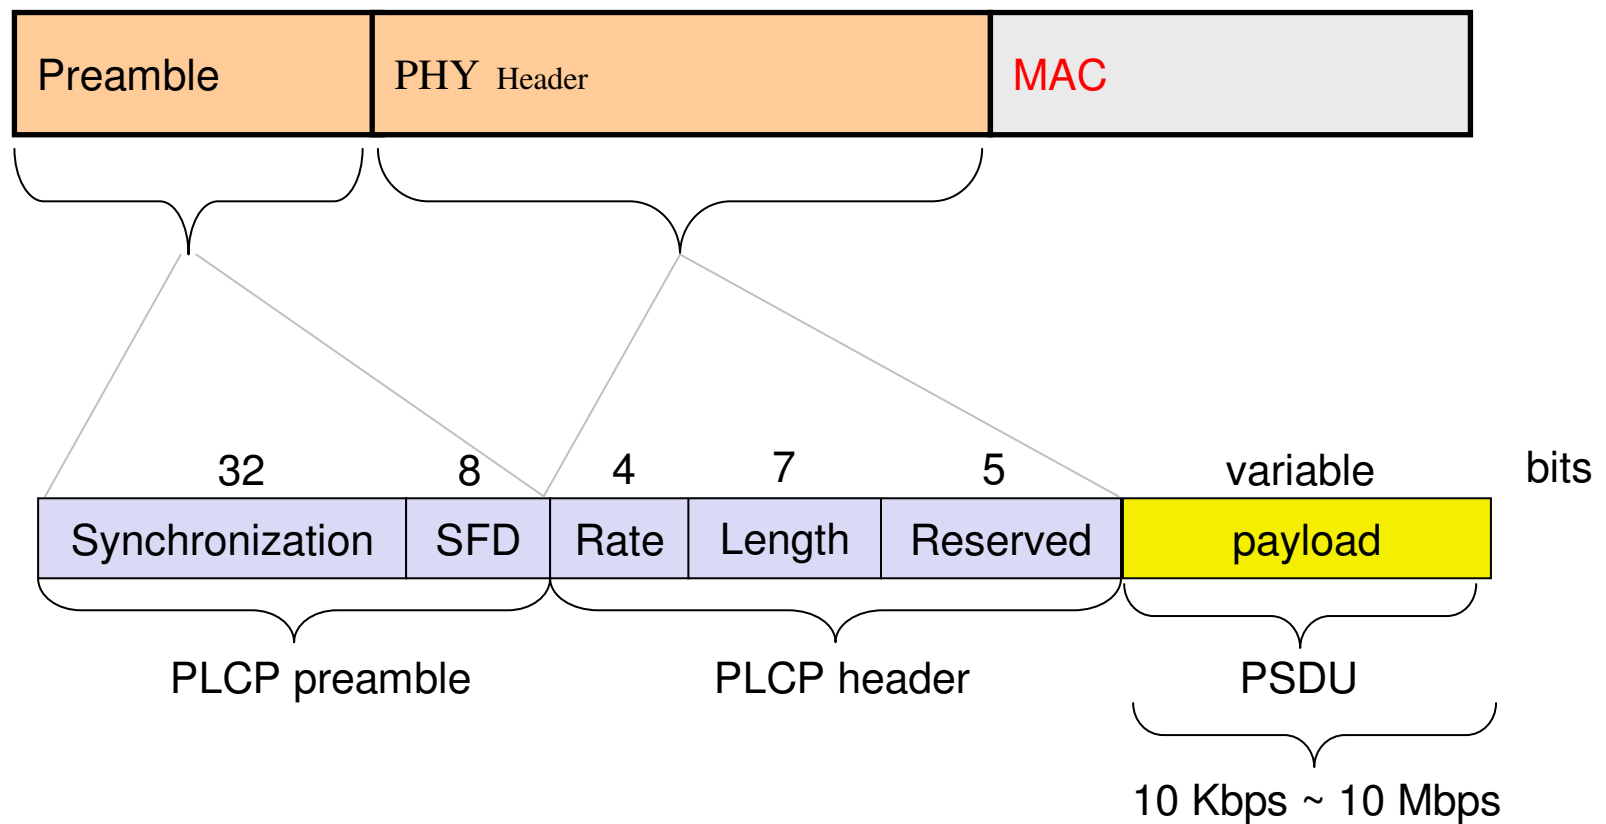 Preamble PHY Header MAC
32 8 4 7 5 variable bits
Synchronization SFD Rate Length Reserved payload
PLCP preamble PLCP header PSDU
10 Kbps ~ 10 Mbps